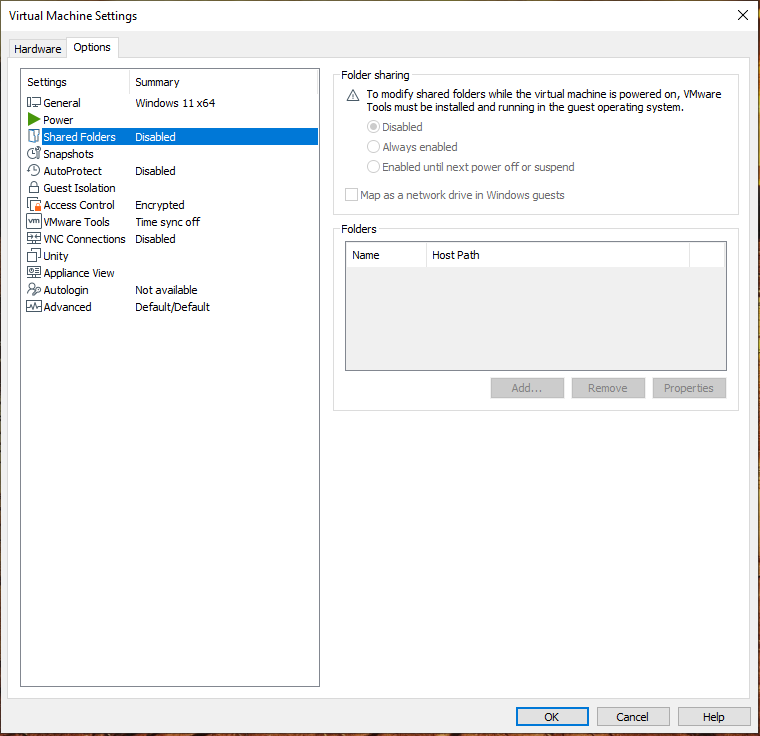 Virtual Machine Settings
Hardware Options
Settings Summary
General Windows 11 x64
Power
Shared Folders Disabled
Snapshots
AutoProtect Disabled
Guest Isolation
Access Control Encrypted
vm VMware Tools Time sync off
VNC Connections Disabled
Unity
Appliance View
Autologin Not available
Advanced Default/Default
Folder sharing
To modify shared folders while the virtual machine is powered on, VMware
Tools must be installed and running in the guest operating system.
Disabled
Always enabled
Enabled until next power off or suspend
Map as a network drive in Windows guests
Folders
Name Host Path
Add... Remove Properties
OK Cancel Help